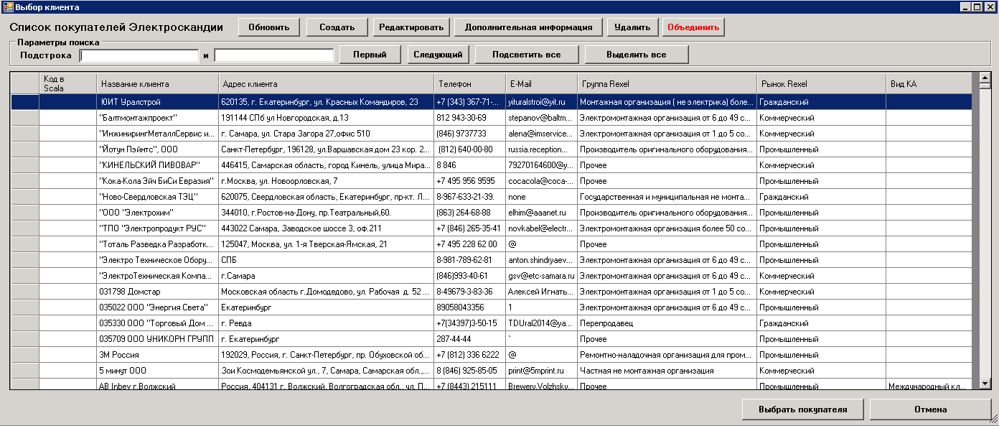 Выбор клиента
Список покупателей Электроскандии Обновить Создать Редактировать Дополнительная информация Удалить Объединить
Параметры поиска
Подстрока и Первый Следующий Подсветить все Выделить все
Код в Scala Название клиента Адрес клиента Телефон E-Mail Группа Rexel Рынок Rexel Вид КА
ЮИТ Уралстрой 620135, г. Екатеринбург, ул. Красных Командиров, 23 +7 (343) 367-71-... yituralstroi@yit.ru Монтажная организация ( не электрика) боле... Гражданский
"Балтмонтажпроект" 191144 СПб ул Новгородская, д.13 812 943-30-69 stepanov@baltm... Электромонтажная организация от 6 до 49 с... Коммерческий
"ИнжинирингМеталлСервис и... г. Самара, ул. Стара Загора 27,офис 510 (846) 9737733 alena@imservice... Электромонтажная организация от 1 до 5 со... Коммерческий
"Йотун Пэйнтс", ООО Санкт-Петербург, 196128, ул.Варшавская дом 23 кор. 2... (812) 640-00-80 russia.reception... Производитель оригинального оборудования... Промышленный
"КИНЕЛЬСКИЙ ПИВОВАР" 446415, Самарская область, город Кинель, улица Мира... 8 846 79270164600@y... Прочее Коммерческий
"Кока-Кола Эйч БиСи Евразия" г.Москва, ул. Новоорловская, 7 +7 495 956 9595 cocacola@coca-... Прочее Промышленный
"Ново-Свердловская ТЭЦ" 620075, Свердловская область, Екатеринбург, пр-кт. Л... 8-967-633-21-39. none Государственная и муниципальная не монта... Гражданский
"ООО "Электрохим" 344010, г.Ростов-на-Дону, пр.Театральный,60. (863) 264-68-88 elhim@aaanet.ru Производитель оригинального оборудования... Промышленный
"ТПО "Электропродукт РУС" 443022 Самара, Заводское шоссе 3, оф.211 +7 (846) 265-35-41 novkabel@electr... Электромонтажная организация более 50 со... Промышленный
"Тоталь Разведка Разработк... 125047, Москва, ул. 1-я Тверская-Ямская, 21 +7 495 228 62 00 @ Прочее Промышленный
"Электро Техническое Обору... СПБ 8-981-789-62-81 anton.shindryaev... Электромонтажная организация от 6 до 49 с... Промышленный
"ЭлектроТехническая Компа... г.Самара (846)993-40-61 gsv@etc-samara.ru Электромонтажная организация от 6 до 49 с... Коммерческий
031798 Домстар Московская область г.Домодедово, ул. Рабочая д. 52 ... 8-49679-3-83-36 Алексей Игнать... Электромонтажная организация от 1 до 5 со... Коммерческий
035022 ООО "Энергия Света" Екатеринбург 89058043356 1 Электромонтажная организация от 6 до 49 с... Промышленный
035330 ООО "Торговый Дом ... г. Ревда +7(34397)3-50-15 TDUral2014@ya... Перепродавец Гражданский
035709 ООО УНИКОРН ГРУПП г. Екатеринбург 287-44-44 ` Прочее Промышленный
3М Россия 192029, Россия, г. Санкт-Петербург, пр. Обуховской об... +7 (812) 336 6222 @ Ремонтно-наладочная организация для пром... Промышленный
5 минут ООО Зои Космодемьянской ул., 7, Самара, Самарская обл.,... 8 (846) 925-85-05 print@5mprint.ru Частная не монтажная организация Коммерческий
AB Inbev г.Волжский Россия, 404131 г. Волжский, Волгоградская обл., ул. П... +7 (8443) 215111 Brewery.Volzhsky... Прочее Промышленный Международный кл...
Выбрать покупателя Отмена